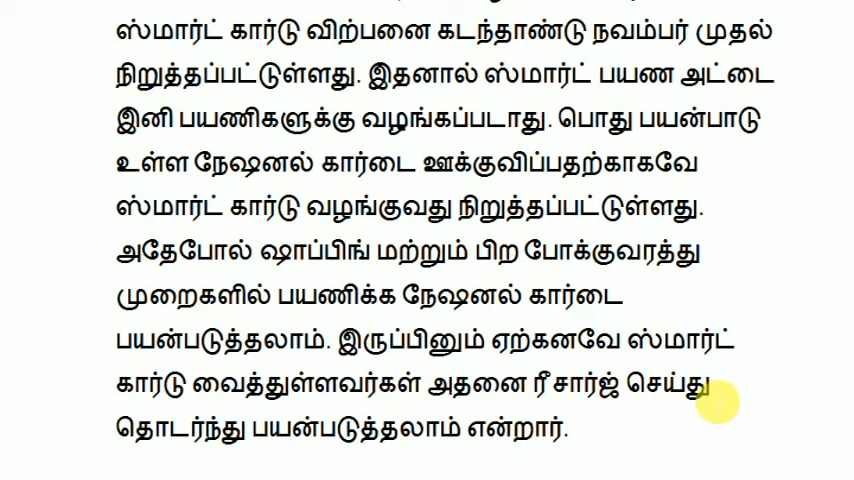 ஸ்மார்ட் கார்டு விற்பனை கடந்தாண்டு நவம்பர் முதல்
நிறுத்தப்பட்டுள்ளது. இதனால் ஸ்மார்ட் பயண அட்டை
இனி பயணிகளுக்கு வழங்கப்படாது. பொது பயன்பாடு
உள்ள நேஷனல் கார்டை ஊக்குவிப்பதற்காகவே
ஸ்மார்ட் கார்டு வழங்குவது நிறுத்தப்பட்டுள்ளது.
அதேபோல் ஷாப்பிங் மற்றும் பிற போக்குவரத்து
முறைகளில் பயணிக்க நேஷனல் கார்டை
பயன்படுத்தலாம். இருப்பினும் ஏற்கனவே ஸ்மார்ட்
கார்டு வைத்துள்ளவர்கள் அதனை ரீசார்ஜ் செய்து
தொடர்ந்து பயன்படுத்தலாம் என்றார்.